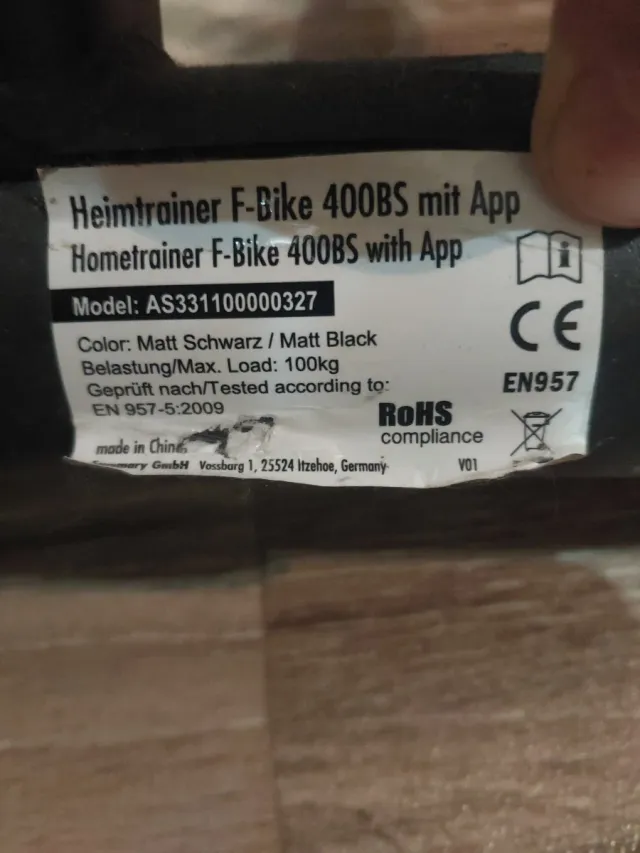 Heimtrainer F-Bike 400BS mit App
Hometrainer F-Bike 400BS with App
Model: AS331100000327
Color: Matt Schwarz / Matt Black
Belastung/Max. Load: 100kg
Geprüft nach/Tested according to:
EN 957-5:2009
CE
EN957
RoHS
compliance
made in
GmbH Vossbarg 1, 25524 Itzehoe, Germany
V01